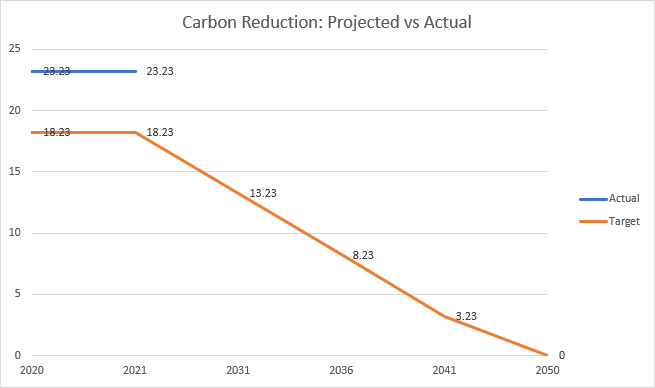 Carbon Reduction: Projected vs Actual
25
23.23 23.23
20
18.23 18.23
15
13.23
10
8.23
5
3.23
0 0
2020 2021 2031 2036 2041 2050
Actual
Target